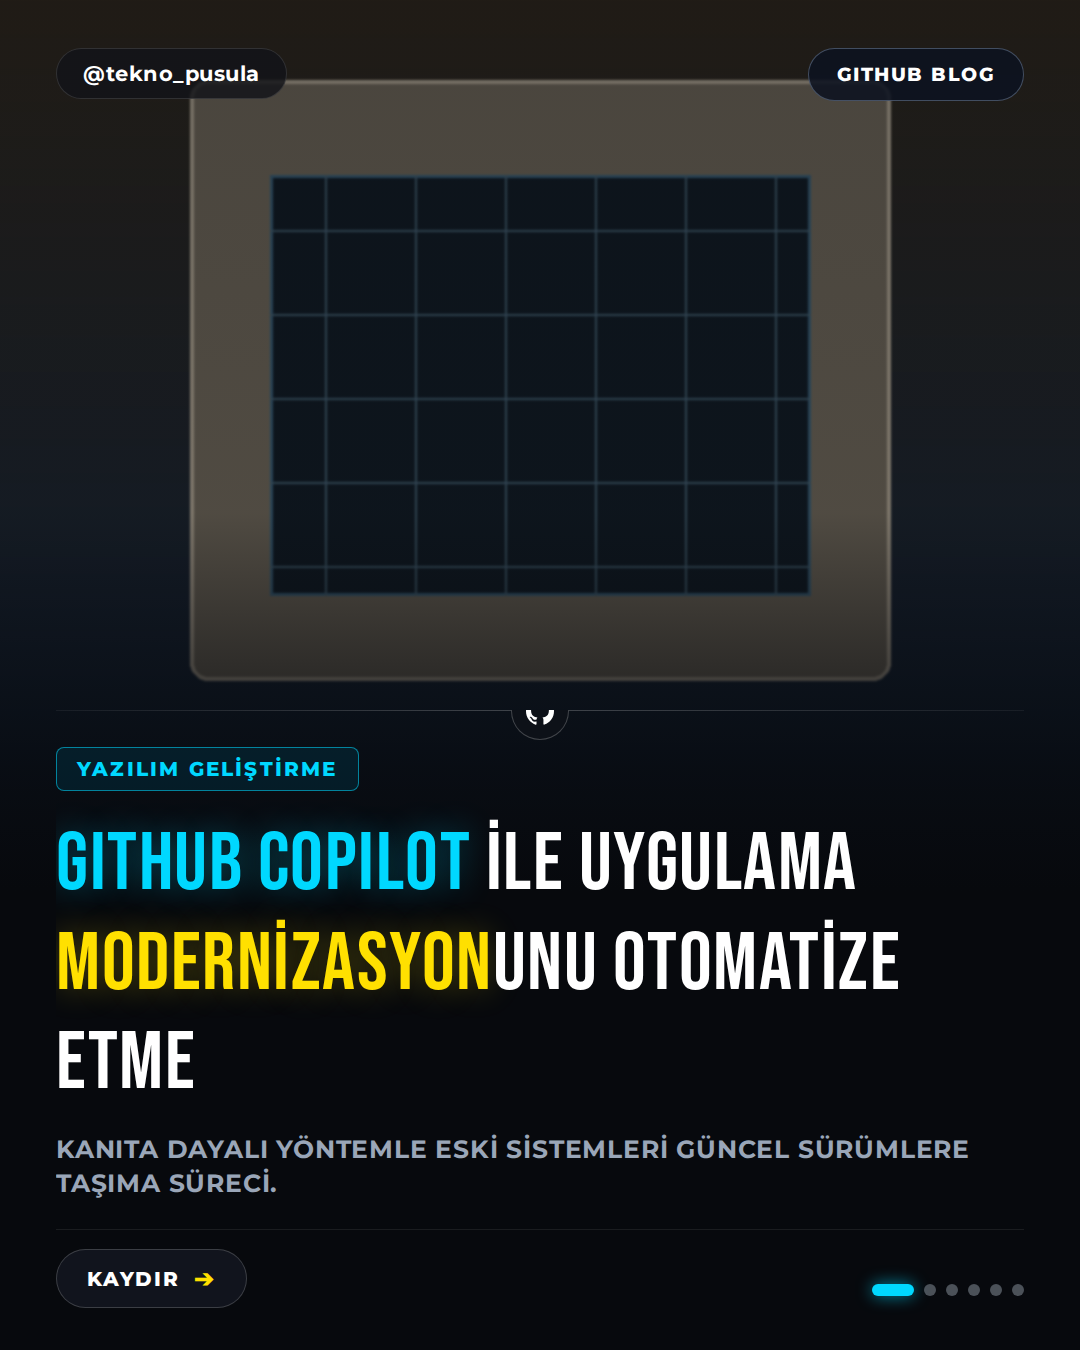 @tekno_pusula
GITHUB BLOG
YAZILIM GELİŞTİRME
GITHUB COPILOT İLE UYGULAMA
MODERNİZASYONUNU OTOMATİZE
ETME
KANITA DAYALI YÖNTEMLE ESKİ SİSTEMLERİ GÜNCEL SÜRÜMLERE
TAŞIMA SÜRECİ.
KAYDIR ➔